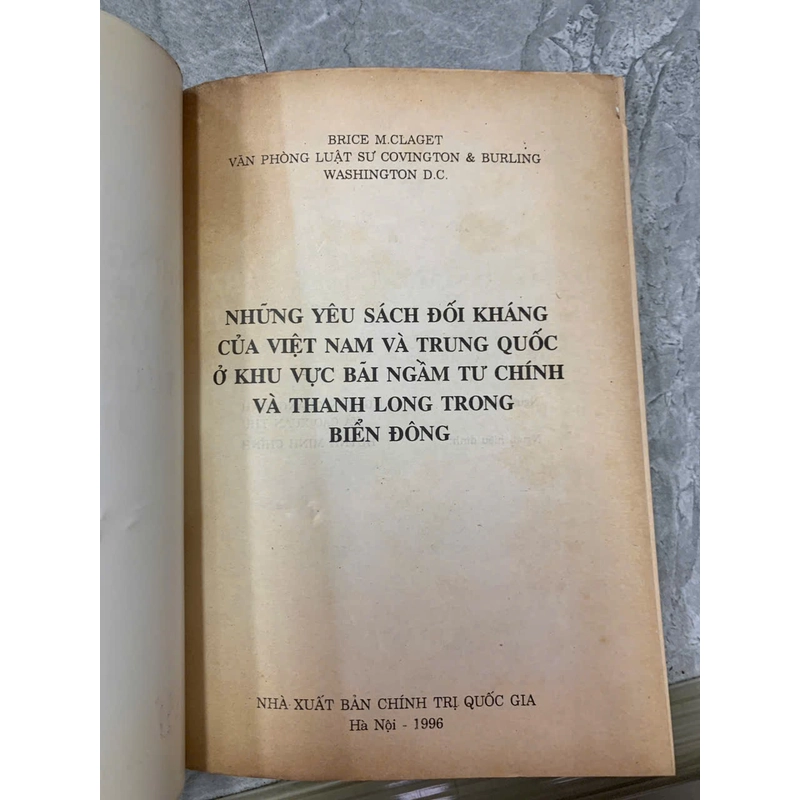 BRICE M.CLAGET
VĂN PHÒNG LUẬT SƯ COVINGTON & BURLING
WASHINGTON D.C.
NHỮNG YÊU SÁCH ĐỐI KHÁNG
CỦA VIỆT NAM VÀ TRUNG QUỐC
Ở KHU VỰC BÃI NGẦM TƯ CHÍNH
VÀ THANH LONG TRONG
BIỂN ĐÔNG
NHÀ XUẤT BẢN CHÍNH TRỊ QUỐC GIA
Hà Nội - 1996